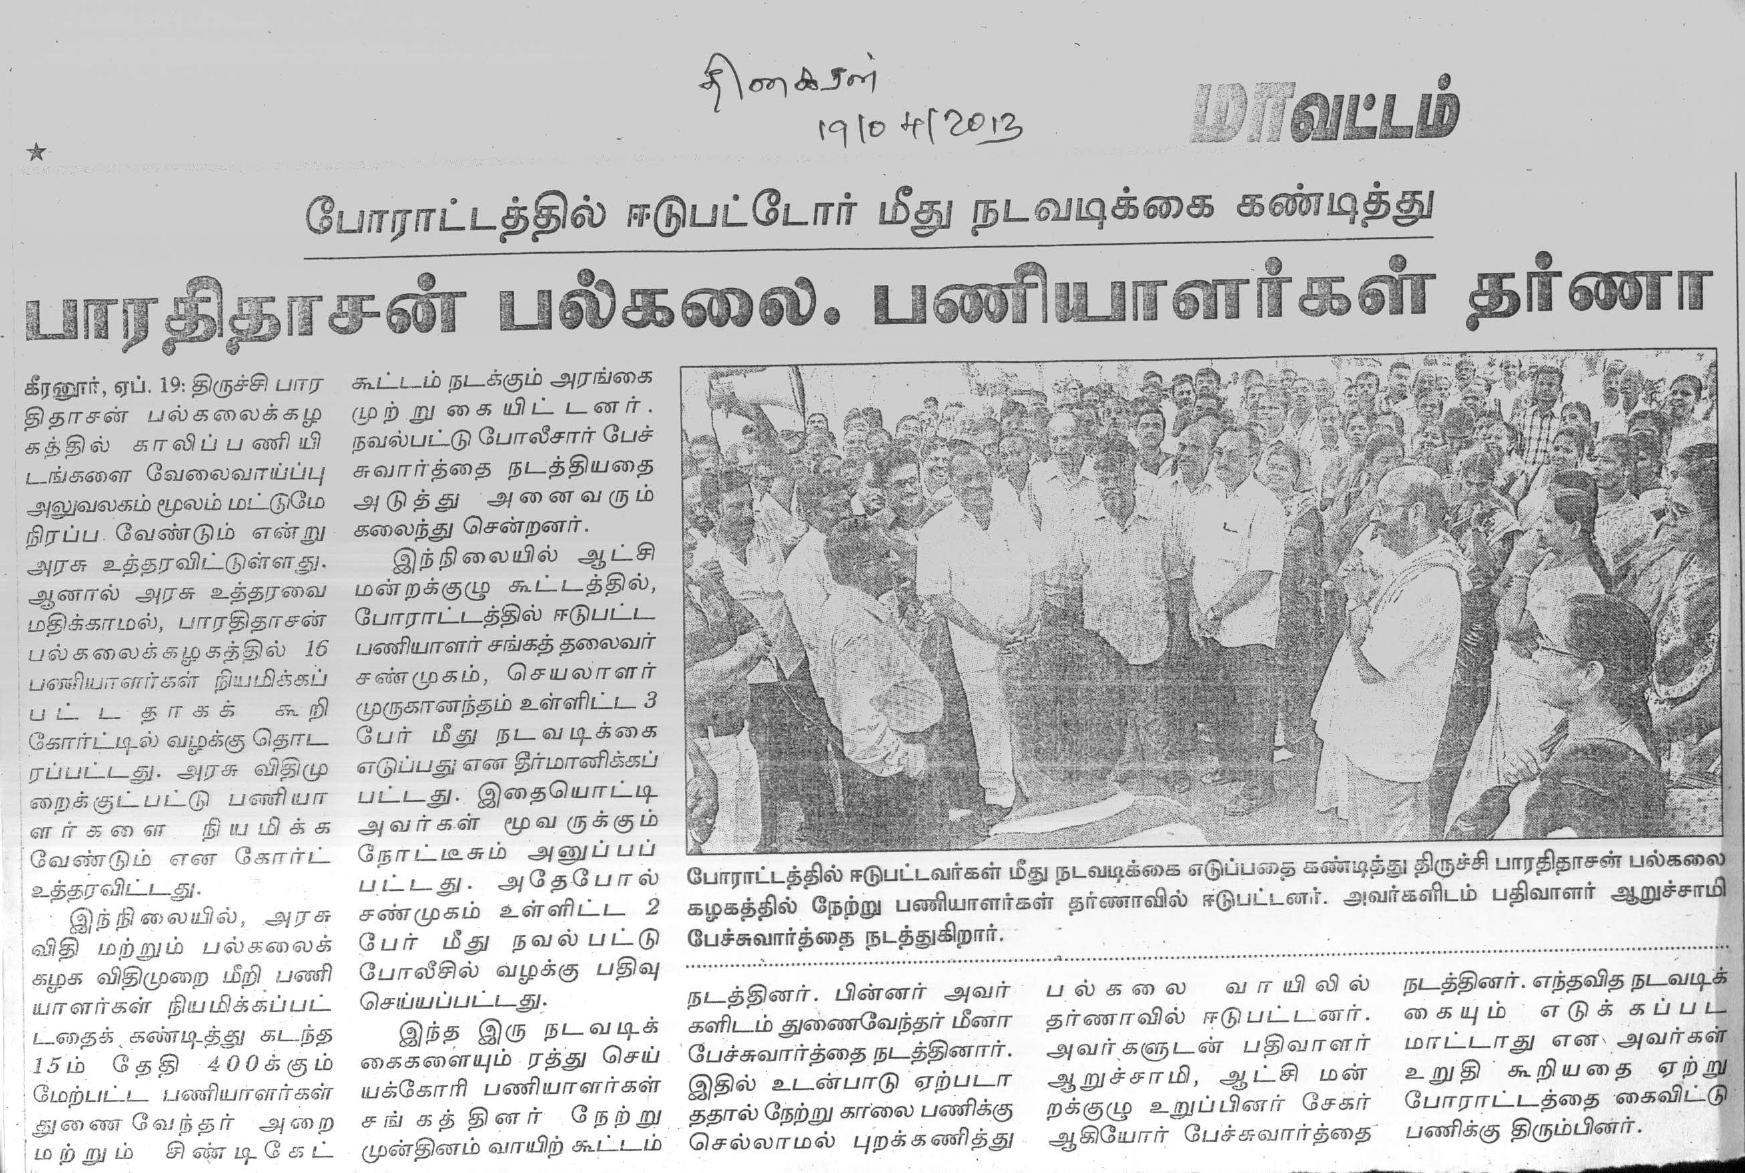 தினகரன்
19/04/2013
மாவட்டம்
போராட்டத்தில் ஈடுபட்டோர் மீது நடவடிக்கை கண்டித்து
பாரதிதாசன் பல்கலை. பணியாளர்கள் தர்ணா
கீரனூர், ஏப். 19: திருச்சி பார
திதாசன் பல்கலைக்கழ
கத்தில் காலிப்பணியி
டங்களை வேலைவாய்ப்பு
அலுவலகம் மூலம் மட்டுமே
நிரப்ப வேண்டும் என்று
அரசு உத்தரவிட்டுள்ளது.
ஆனால் அரசு உத்தரவை
மதிக்காமல், பாரதிதாசன்
பல்கலைக்கழகத்தில் 16
பணியாளர்கள் நியமிக்கப்
பட்டதாகக் கூறி
கோர்ட்டில் வழக்கு தொட
ரப்பட்டது. அரசு விதிமு
றைக்குட்பட்டு பணியா
ளர்களை நியமிக்க
வேண்டும் என கோர்ட்
உத்தரவிட்டது.
இந்நிலையில், அரசு
விதி மற்றும் பல்கலைக்
கழக விதிமுறை மீறி பணி
யாளர்கள் நியமிக்கப்பட்
டதைக் கண்டித்து கடந்த
15ம் தேதி 400க்கும்
மேற்பட்ட பணியாளர்கள்
துணைவேந்தர் அறை
மற்றும் சிண்டிகேட்
கூட்டம் நடக்கும் அரங்கை
முற்றுகையிட்டனர்.
நவல்பட்டு போலீசார் பேச்
சுவார்த்தை நடத்தியதை
அடுத்து அனைவரும்
கலைந்து சென்றனர்.
இந்நிலையில் ஆட்சி
மன்றக்குழு கூட்டத்தில்,
போராட்டத்தில் ஈடுபட்ட
பணியாளர் சங்கத் தலைவர்
சண்முகம், செயலாளர்
முருகானந்தம் உள்ளிட்ட 3
பேர் மீது நடவடிக்கை
எடுப்பது என தீர்மானிக்கப்
பட்டது. இதையொட்டி
அவர்கள் மூவருக்கும்
நோட்டீசும் அனுப்பப்
பட்டது. அதேபோல்
சண்முகம் உள்ளிட்ட 2
பேர் மீது நவல்பட்டு
போலீசில் வழக்கு பதிவு
செய்யப்பட்டது.
இந்த இரு நடவடிக்
கைகளையும் ரத்து செய்
யக்கோரி பணியாளர்கள்
சங்கத்தினர் நேற்று
முன்தினம் வாயிற் கூட்டம்
போராட்டத்தில் ஈடுபட்டவர்கள் மீது நடவடிக்கை எடுப்பதை கண்டித்து திருச்சி பாரதிதாசன் பல்கலை
கழகத்தில் நேற்று பணியாளர்கள் தர்ணாவில் ஈடுபட்டனர். அவர்களிடம் பதிவாளர் ஆறுச்சாமி
பேச்சுவார்த்தை நடத்துகிறார்.
நடத்தினர். பின்னர் அவர்
களிடம் துணைவேந்தர் மீனா
பேச்சுவார்த்தை நடத்தினார்.
இதில் உடன்பாடு ஏற்படா
ததால் நேற்று காலை பணிக்கு
செல்லாமல் புறக்கணித்து
பல்கலை வாயிலில்
தர்ணாவில் ஈடுபட்டனர்.
அவர்களுடன் பதிவாளர்
ஆறுச்சாமி, ஆட்சி மன்
றக்குழு உறுப்பினர் சேகர்
ஆகியோர் பேச்சுவார்த்தை
நடத்தினர். எந்தவித நடவடிக்
கையும் எடுக்கப்பட
மாட்டாது என அவர்கள்
உறுதி கூறியதை ஏற்று
போராட்டத்தை கைவிட்டு
பணிக்கு திரும்பினர்.